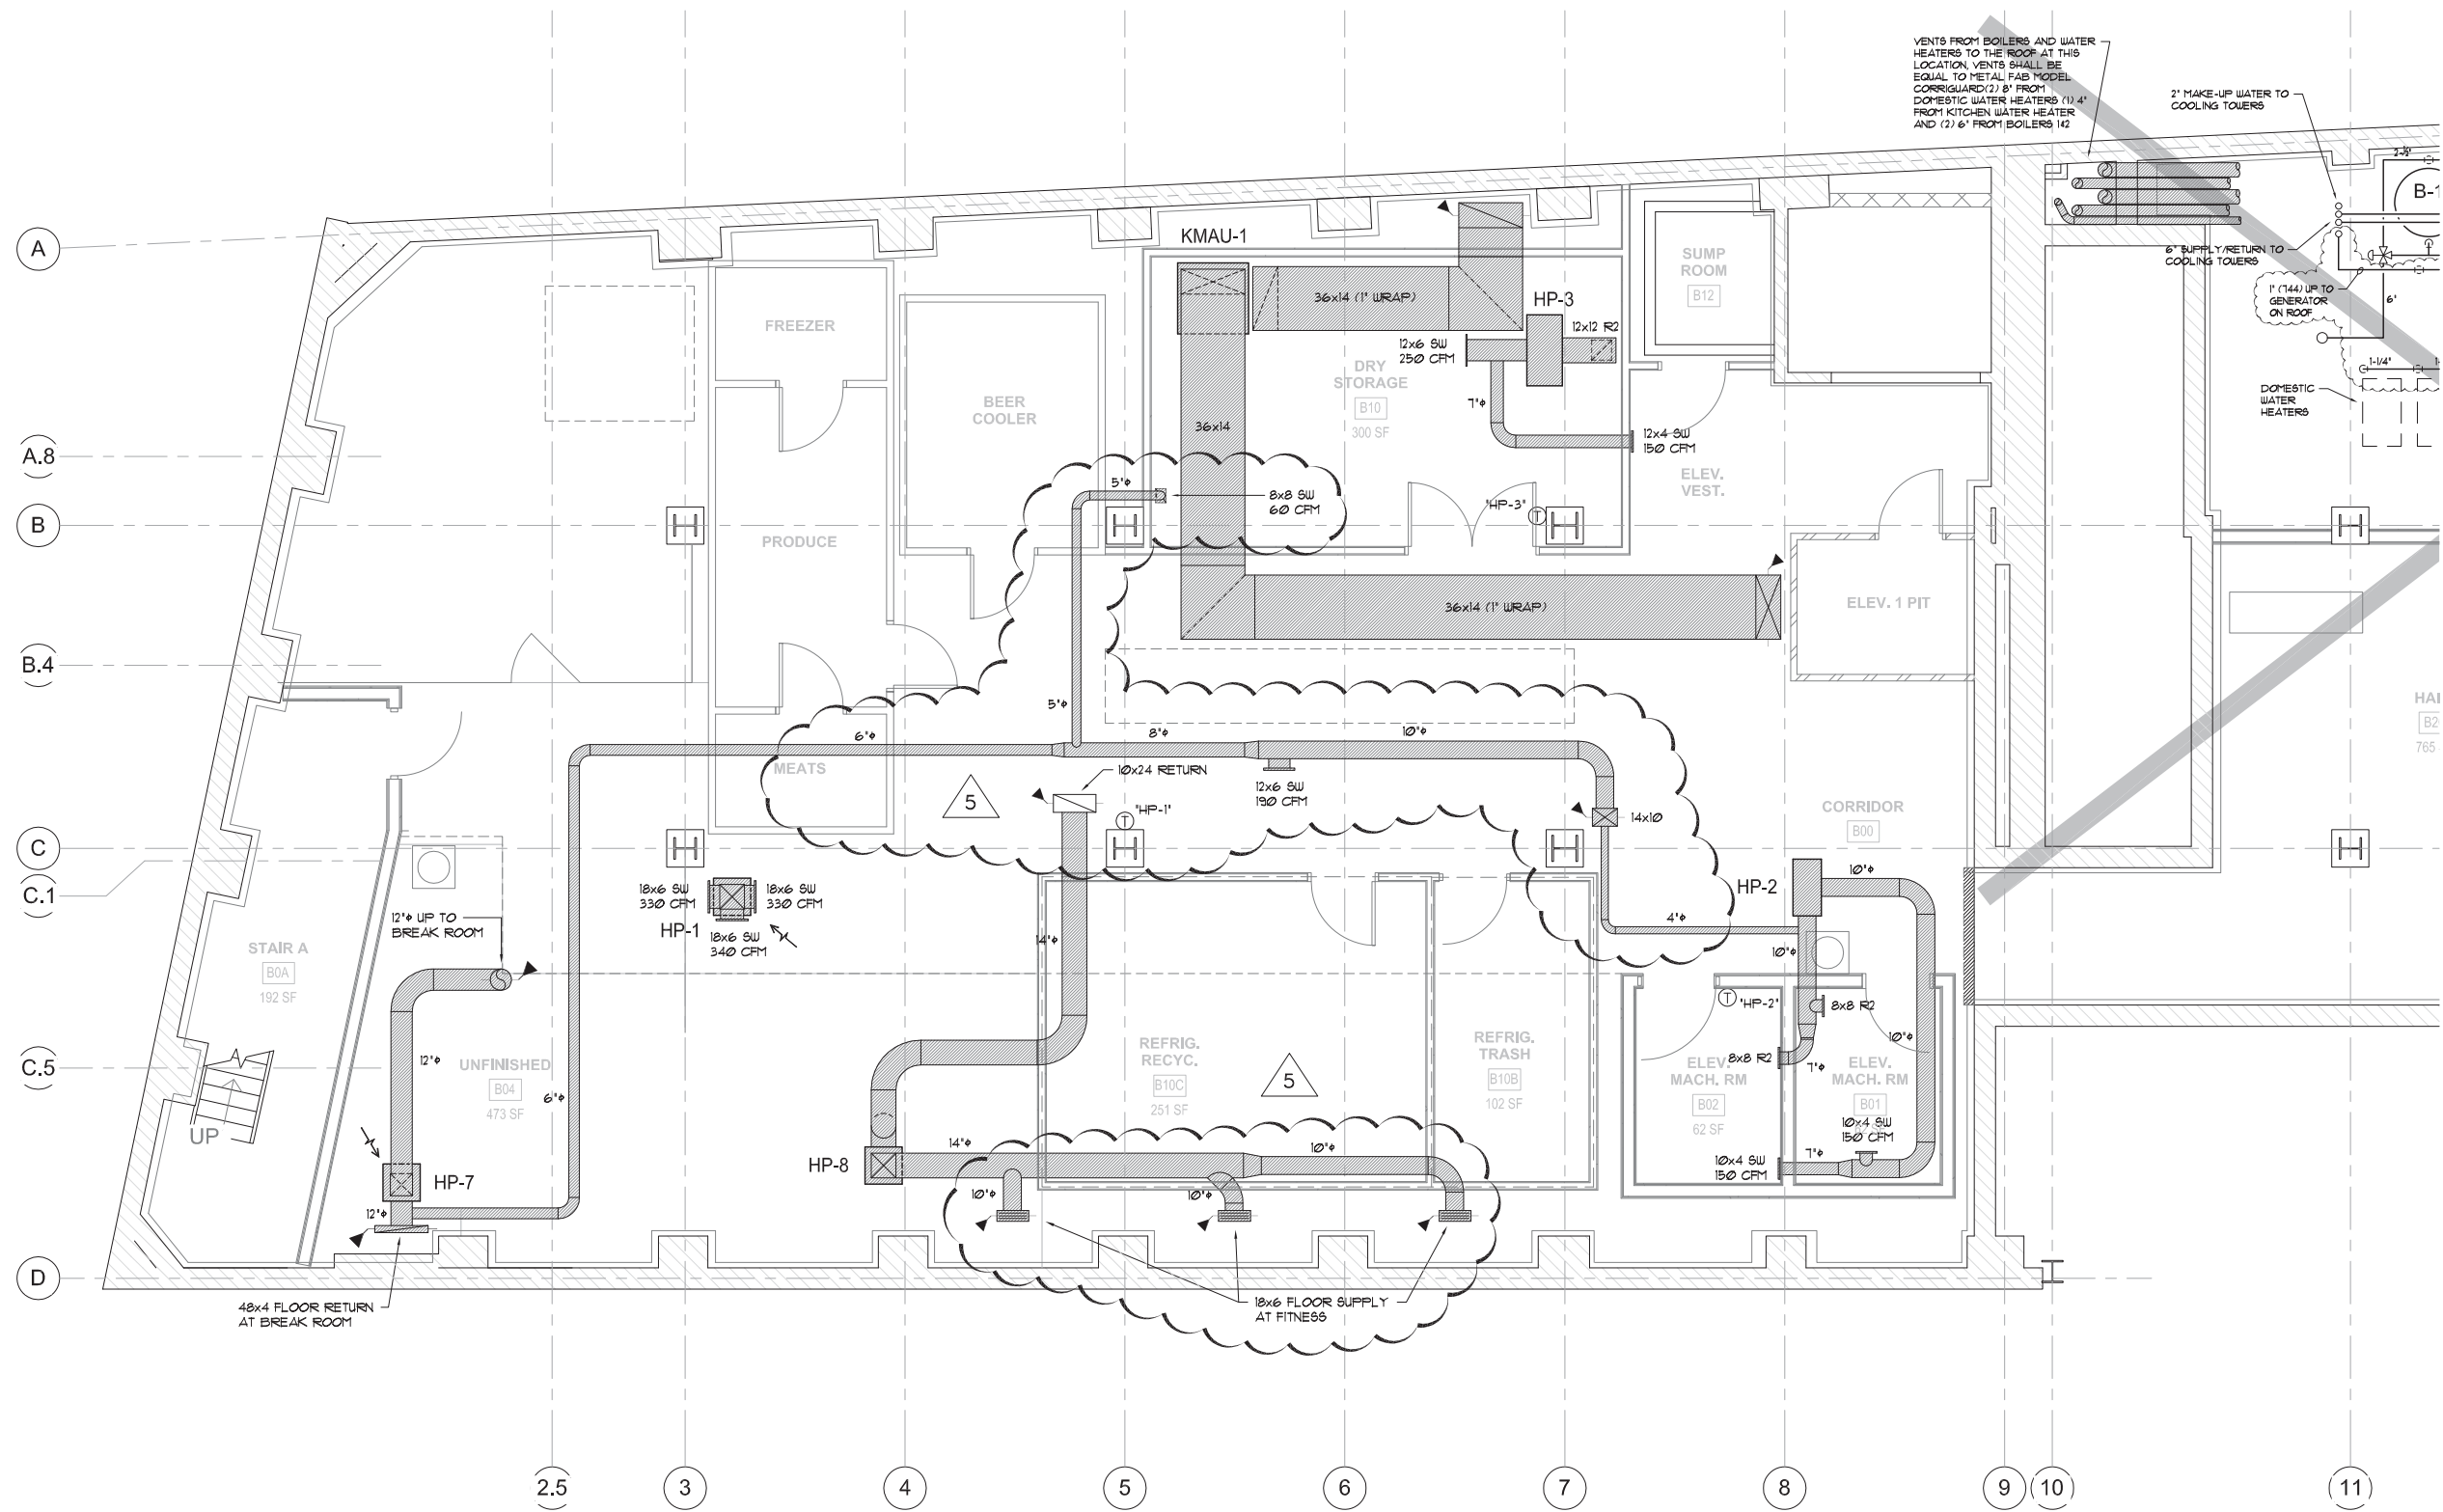 VENTS FROM BOILERS AND WATER
HEATERS TO THE ROOF AT THIS
LOCATION, VENTS SHALL BE
EQUAL TO METAL FAB MODEL
CORRIGUARD(2) 8" FROM
DOMESTIC WATER HEATERS (1) 4"
FROM KITCHEN WATER HEATER
AND (2) 6" FROM BOILERS 1&2
2" MAKE-UP WATER TO
COOLING TOWERS
2-½"
B-1
6" SUPPLY/RETURN TO
COOLING TOWERS
1" (744) UP TO
GENERATOR
ON ROOF
6"
1-1/4"
DOMESTIC
WATER
HEATERS
A
KMAU-1
SUMP
ROOM
B12
36x14 (1" WRAP)
HP-3
12x12 R2
12x6 SW
250 CFM
FREEZER
DRY
STORAGE
B10
300 SF
BEER
COOLER
7"ϕ
36x14
12x4 SW
150 CFM
A.8
ELEV.
VEST.
5"ϕ
8x8 SW
60 CFM
"HP-3"
T
B
PRODUCE
36x14 (1" WRAP)
ELEV. 1 PIT
B.4
5"ϕ
6"ϕ
8"ϕ
10"ϕ
MEATS
10x24 RETURN
12x6 SW
190 CFM
5
"HP-1"
T
14x10
CORRIDOR
B00
C
C.1
18x6 SW
330 CFM
18x6 SW
330 CFM
HP-1
18x6 SW
340 CFM
12"ϕ UP TO
BREAK ROOM
14"ϕ
4"ϕ
HP-2
10"ϕ
10"ϕ
STAIR A
B0A
192 SF
T
"HP-2"
8x8 R2
10"ϕ
C.5
UP
12"ϕ
UNFINISHED
B04
473 SF
6"ϕ
REFRIG.
RECYC.
B10C
251 SF
5
REFRIG.
TRASH
B10B
102 SF
8x8 R2
7"ϕ
ELEV.
MACH. RM
B02
62 SF
ELEV.
MACH. RM
B01
10x4 SW
150 CFM
HP-7
12"ϕ
HP-8
14"ϕ
10"ϕ
10"ϕ
10"ϕ
10x4 SW
150 CFM
7"ϕ
D
48x4 FLOOR RETURN
AT BREAK ROOM
18x6 FLOOR SUPPLY
AT FITNESS
2.5
3
4
5
6
7
8
9
10
11